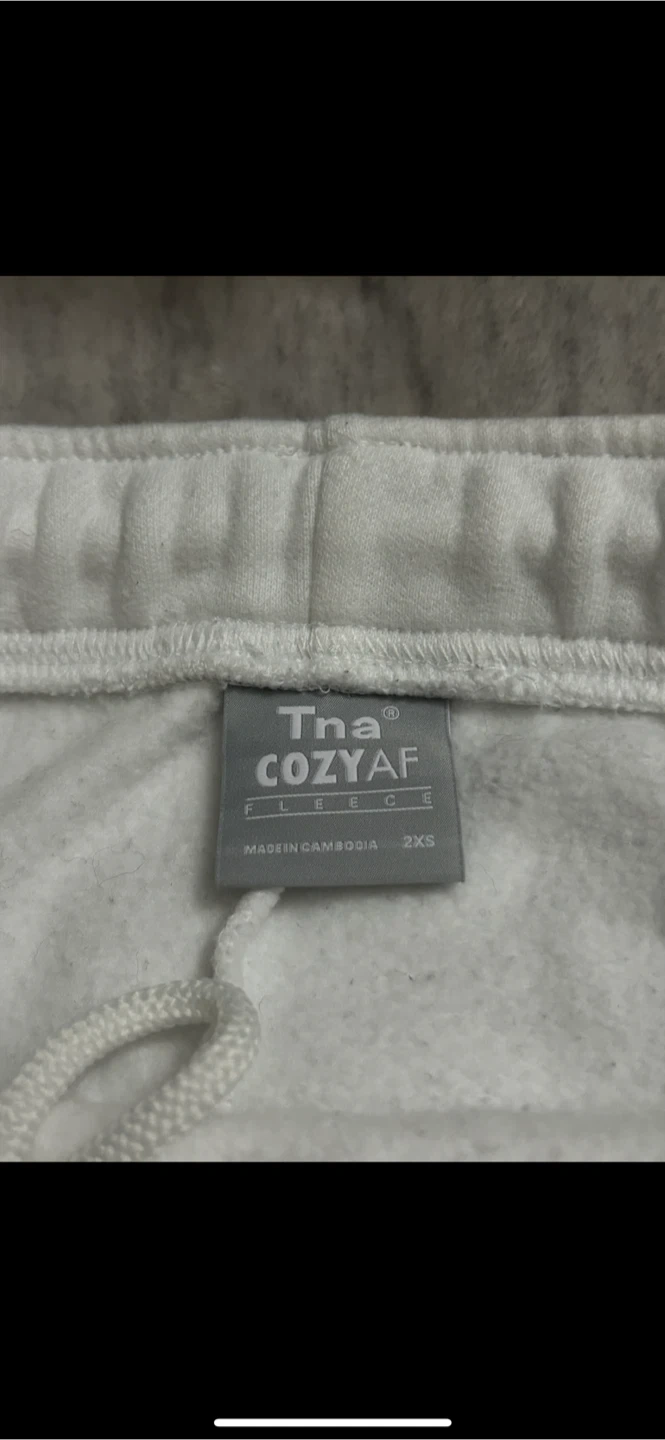 Tna®
COZYAF
FLEECE
MADE IN CAMBODIA 2XS